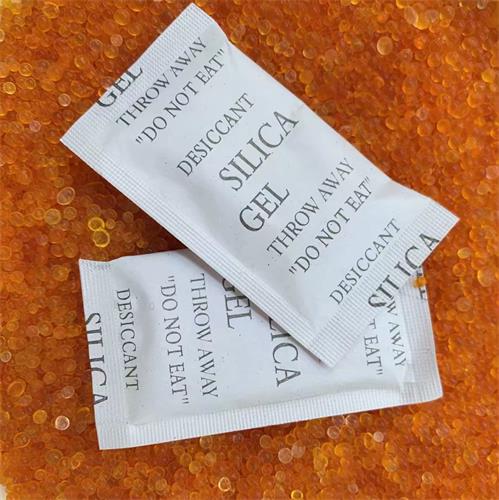 GEL
THROW AWAY
"DO NOT EAT"
DESICCANT
SILICA
GEL
THROW AWAY
"DO NOT EAT"
DESICCANT
SILICA
SILICA
DESICCANT
"DO NOT EAT"
THROW AWAY
GEL